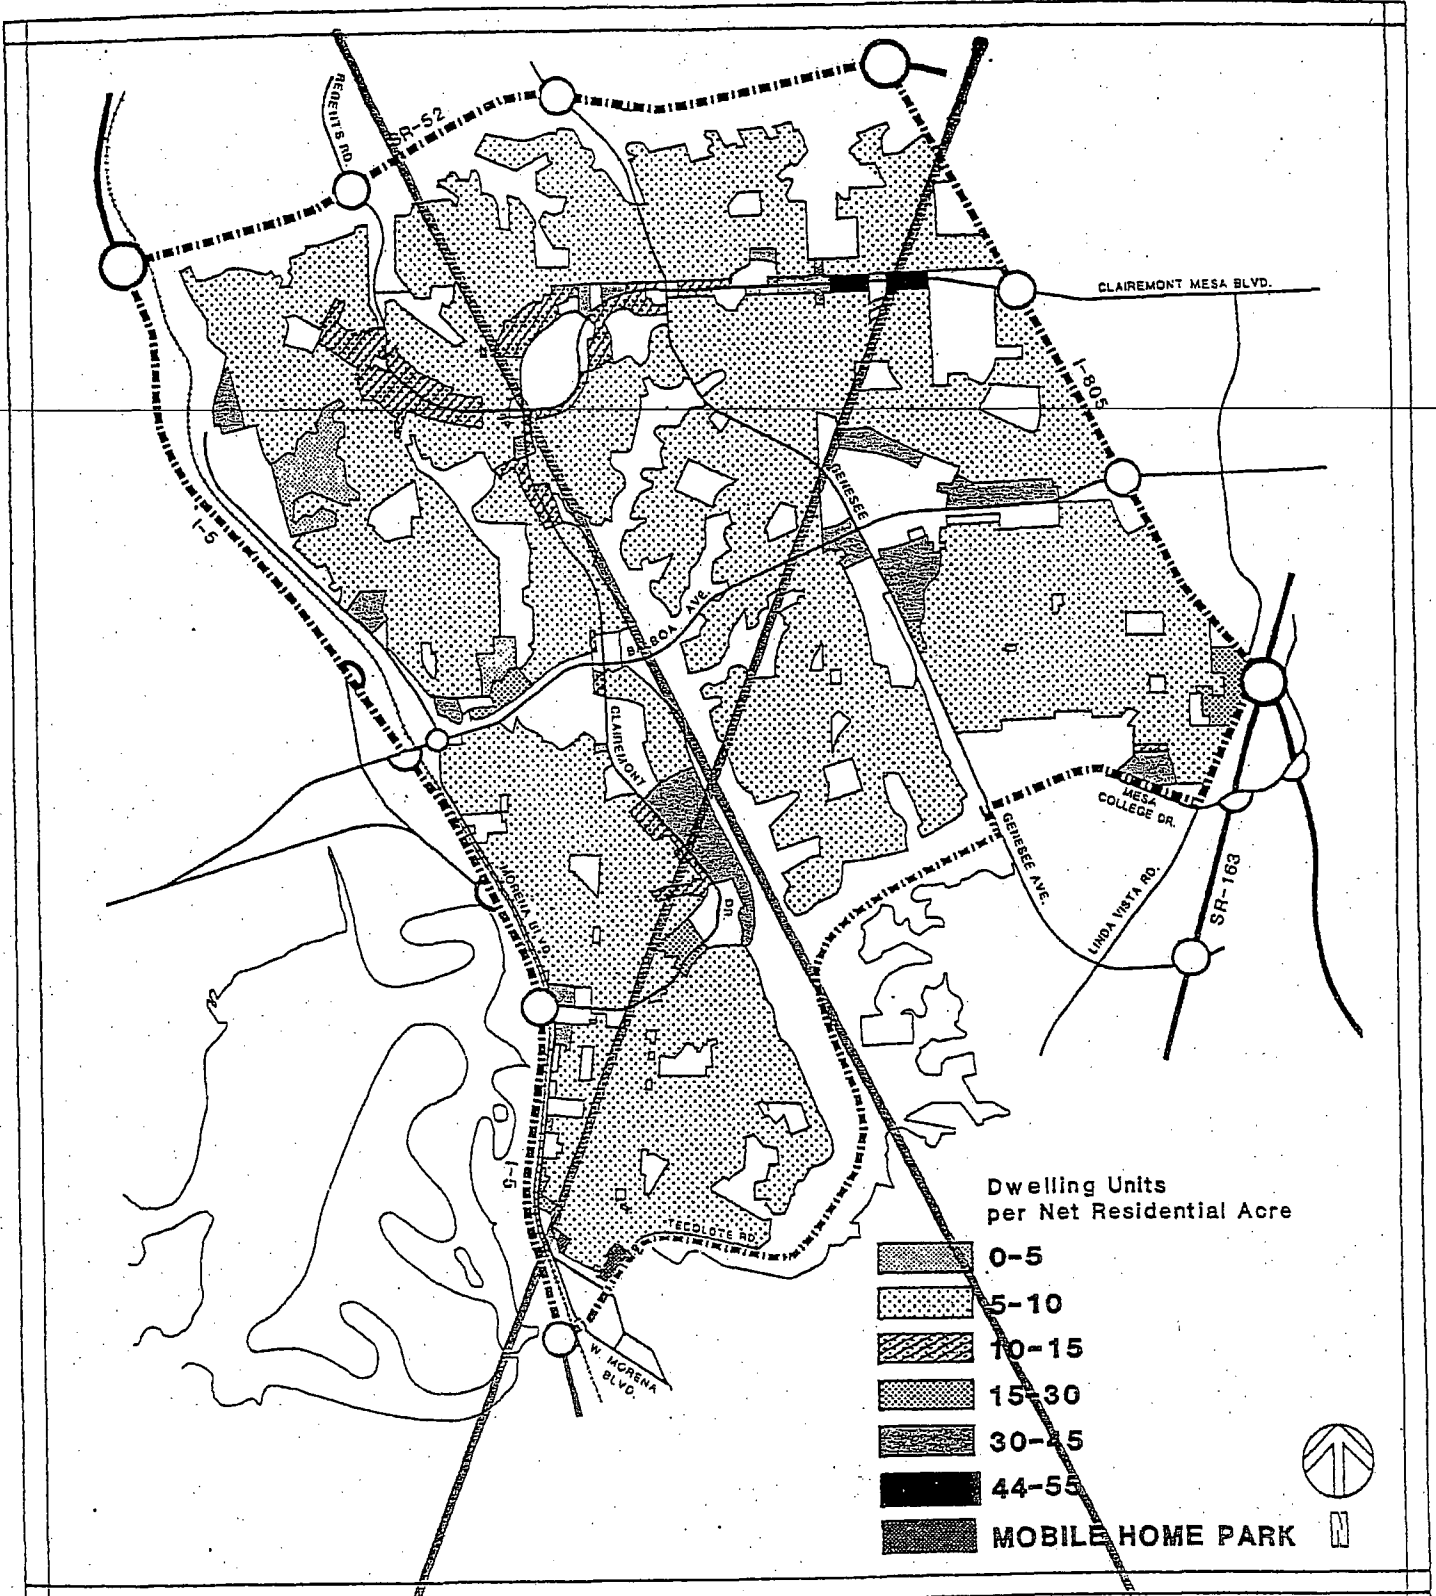 REGENTS RD.
R-52
CLAIREMONT MESA BLVD.
I-805
GENESEE
I-5
BOA AVE.
CLAIREMONT
DR.
MESA
COLLEGE DR.
GENESEE AVE.
LINDA VISTA RD.
SR-163
MORENA BLVD.
I-5
TECOLOTE RD.
W. MORENA
BLVD.
Dwelling Units
per Net Residential Acre
0-5
5-10
10-15
15-30
30-45
44-55
MOBILE HOME PARK
N